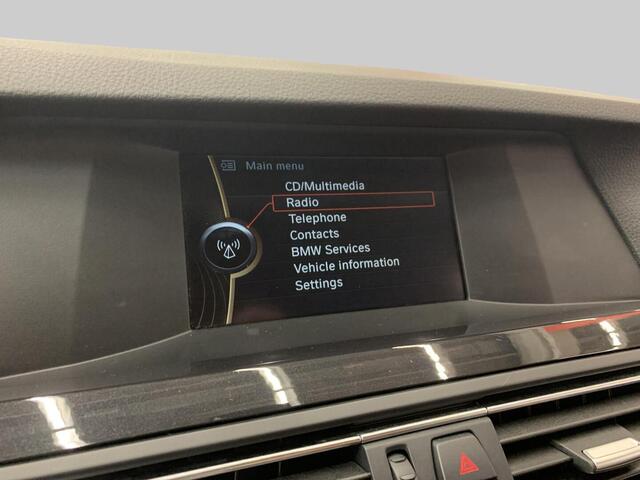 Main menu
CD/Multimedia
Radio
Telephone
Contacts
BMW Services
Vehicle information
Settings